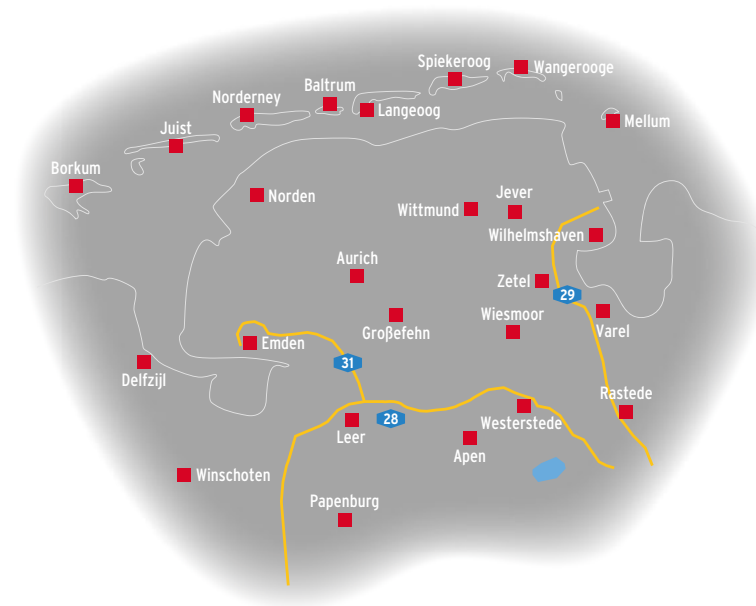 Spiekeroog
Wangerooge
Baltrum
Norderney
Langeoog
Mellum
Juist
Borkum
Norden
Jever
Wittmund
Wilhelmshaven
Aurich
Zetel
29
Wiesmoor
Großefehn
Varel
Emden
31
Delfzijl
Rastede
28
Westerstede
Leer
Apen
Winschoten
Papenburg